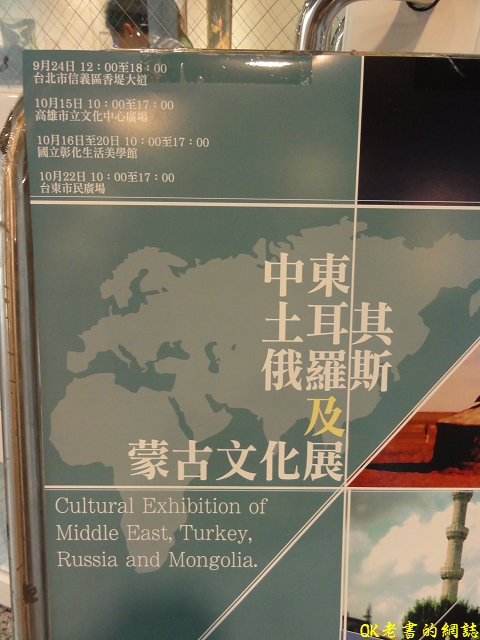 9月24日 12：00至18：00
台北市信義區香堤大道
10月15日 10：00至17：00
高雄市立文化中心廣場
10月16日至20日 10：00至17：00
國立彰化生活美學館
10月22日 10：00至17：00
台東市民廣場
中東
土耳其
俄羅斯
及
蒙古文化展
Cultural Exhibition of
Middle East, Turkey,
Russia and Mongolia.
QK老書的網誌